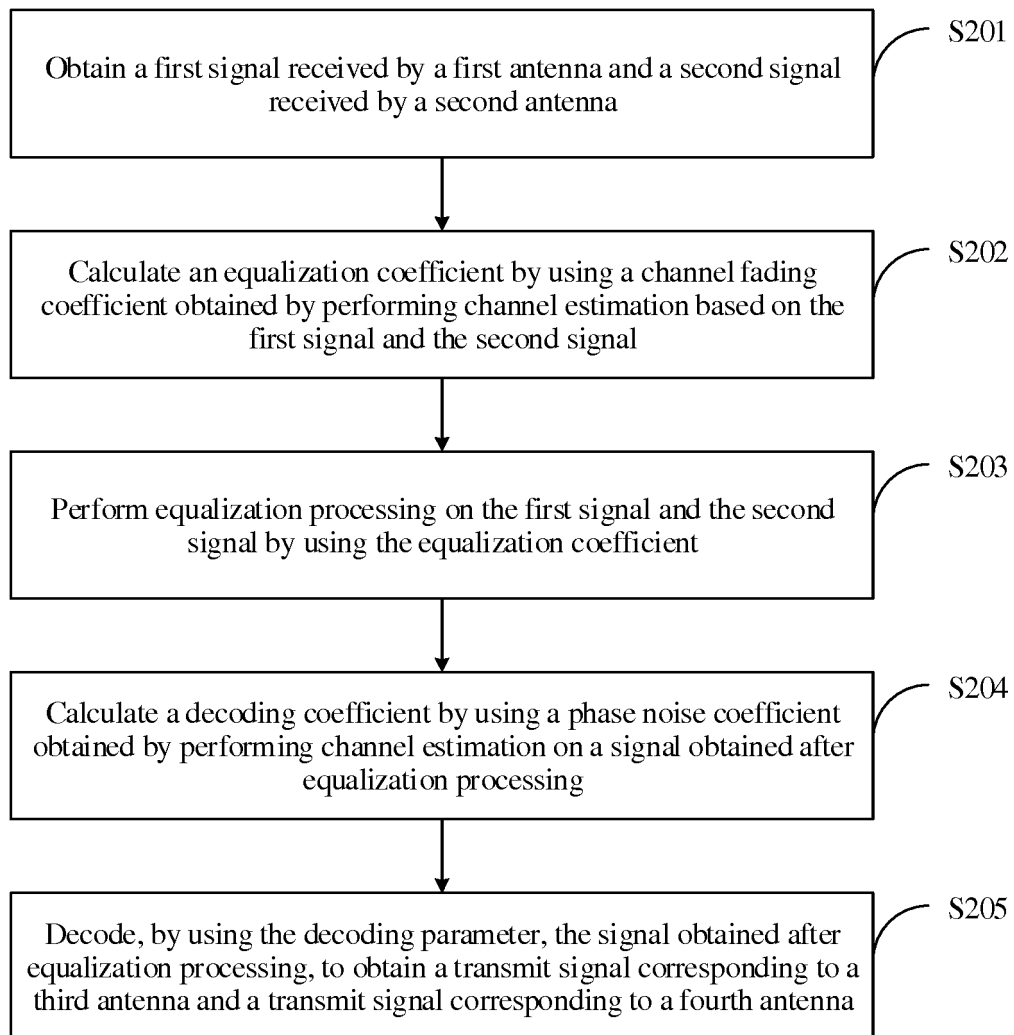 S201
Obtain a first signal received by a first antenna and a second signal
received by a second antenna
S202
Calculate an equalization coefficient by using a channel fading
coefficient obtained by performing channel estimation based on the
first signal and the second signal
S203
Perform equalization processing on the first signal and the second
signal by using the equalization coefficient
S204
Calculate a decoding coefficient by using a phase noise coefficient
obtained by performing channel estimation on a signal obtained after
equalization processing
S205
Decode, by using the decoding parameter, the signal obtained after
equalization processing, to obtain a transmit signal corresponding to a
third antenna and a transmit signal corresponding to a fourth antenna